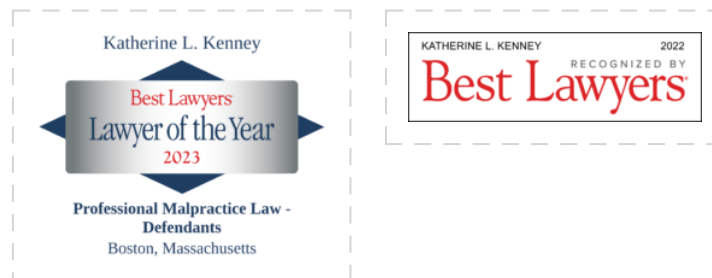 Katherine L. Kenney
Best Lawyers
Lawyer of the Year
2023
Professional Malpractice Law -
Defendants
Boston, Massachusetts
KATHERINE L. KENNEY 2022
RECOGNIZED BY
Best Lawyers®